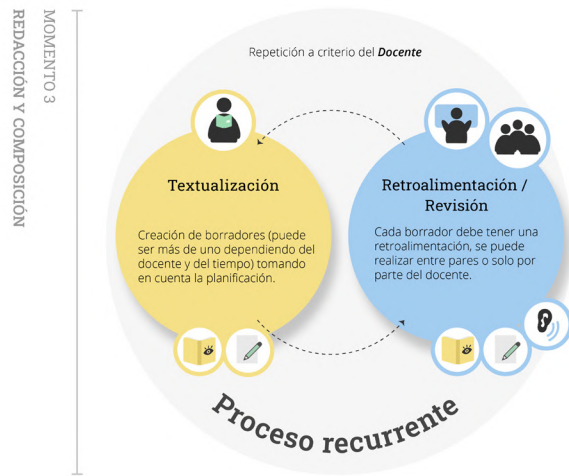 MOMENTO 3
REDACCIÓN Y COMPOSICIÓN
Repetición a criterio del Docente
Textualización
Creación de borradores (puede
ser más de uno dependiendo del
docente y del tiempo) tomando
en cuenta la planificación.
Retroalimentación /
Revisión
Cada borrador debe tener una
retroalimentación, se puede
realizar entre pares o solo por
parte del docente.
Proceso recurrente